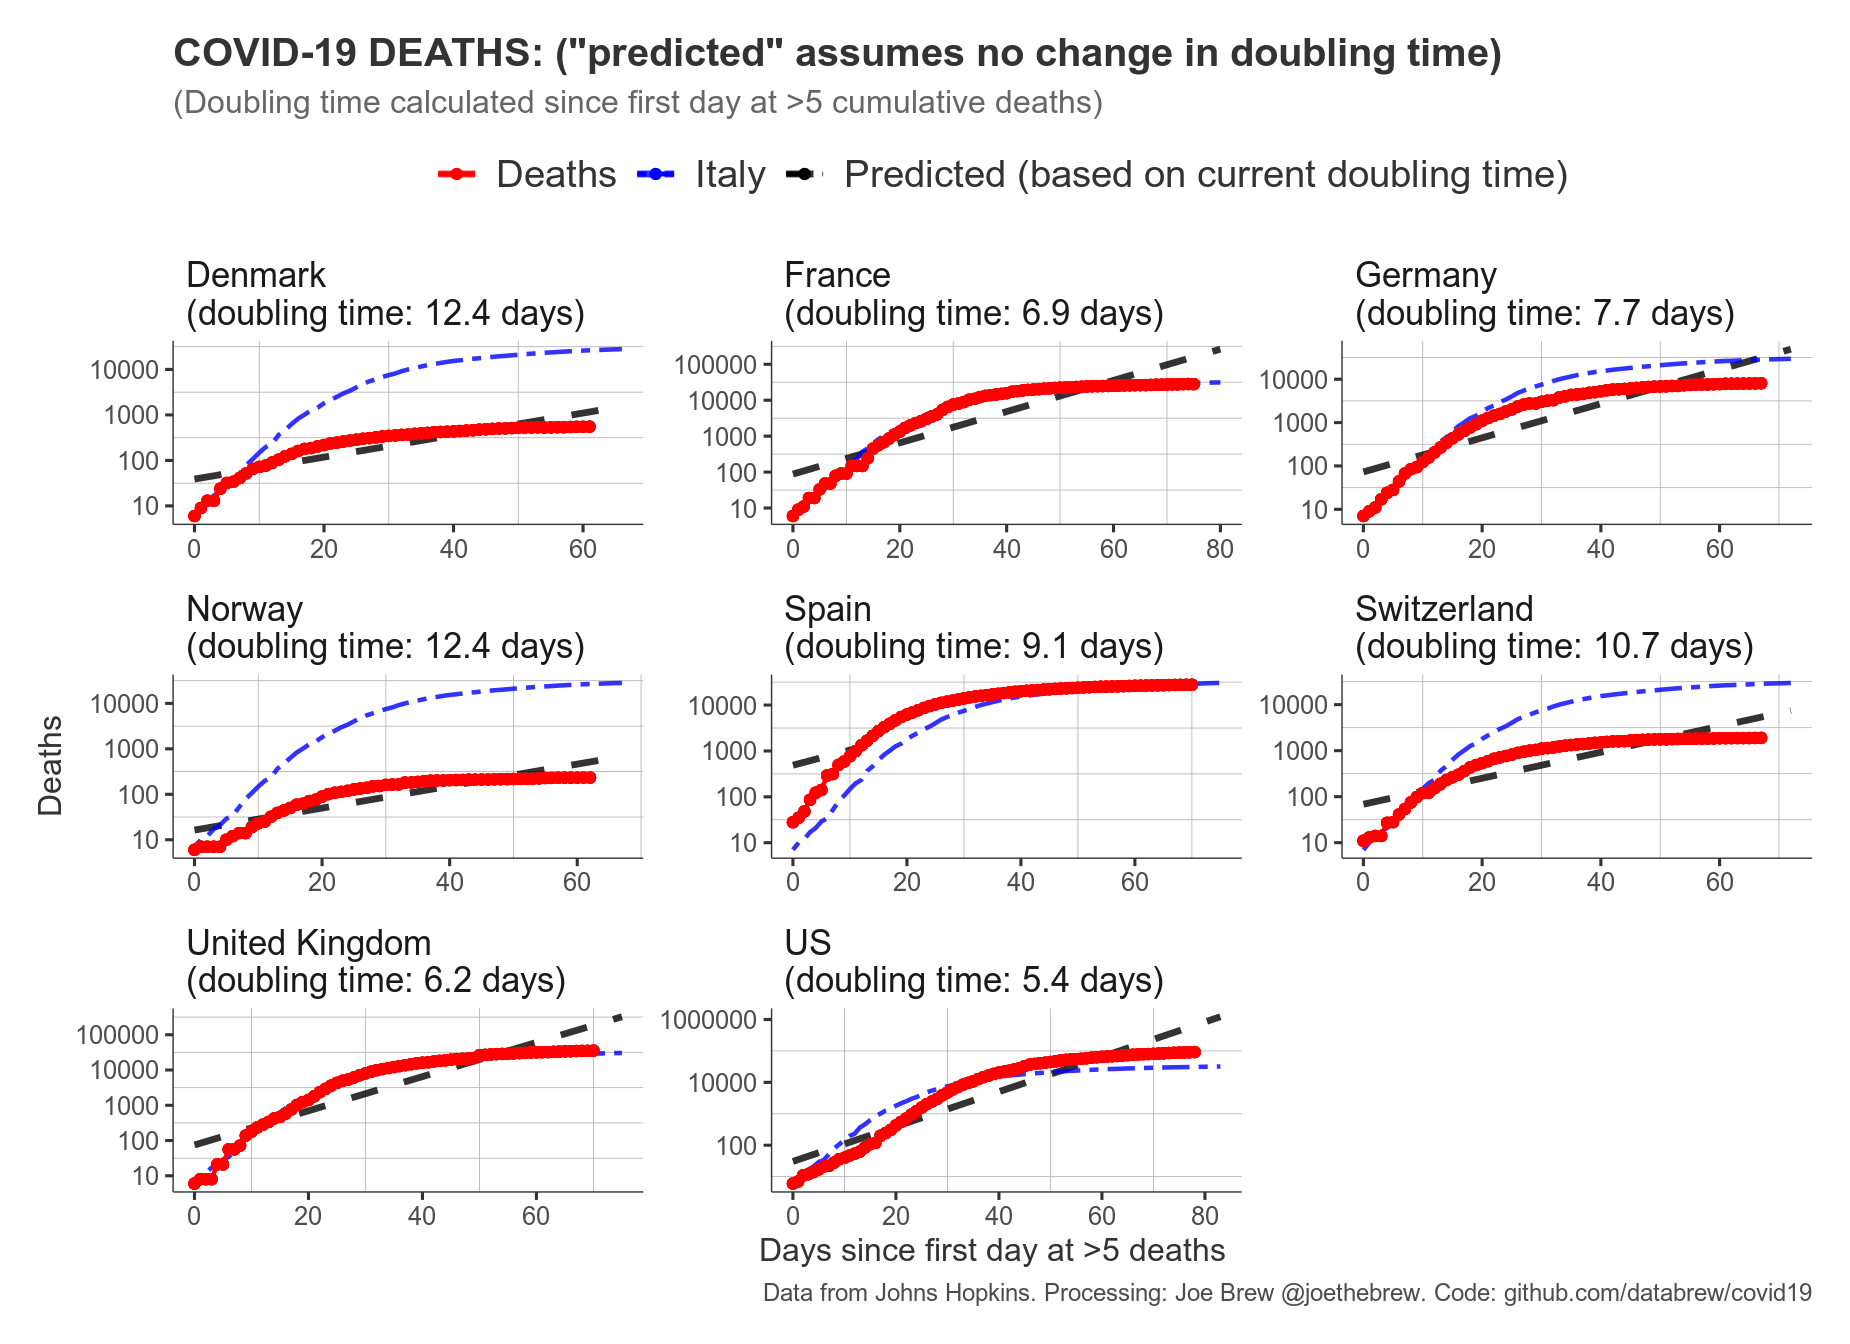 COVID-19 DEATHS: ("predicted" assumes no change in doubling time)
(Doubling time calculated since first day at >5 cumulative deaths)
Deaths Italy Predicted (based on current doubling time)
Denmark
(doubling time: 12.4 days)
10000
1000
100
10
0 20 40 60
France
(doubling time: 6.9 days)
100000
10000
1000
100
10
0 20 40 60 80
Germany
(doubling time: 7.7 days)
10000
1000
100
10
0 20 40 60
Deaths
Norway
(doubling time: 12.4 days)
10000
1000
100
10
0 20 40 60
Spain
(doubling time: 9.1 days)
10000
1000
100
10
0 20 40 60
Switzerland
(doubling time: 10.7 days)
10000
1000
100
10
0 20 40 60
United Kingdom
(doubling time: 6.2 days)
100000
10000
1000
100
10
0 20 40 60
US
(doubling time: 5.4 days)
1000000
10000
100
0 20 40 60 80
Days since first day at >5 deaths
Data from Johns Hopkins. Processing: Joe Brew @joethebrew. Code: github.com/databrew/covid19